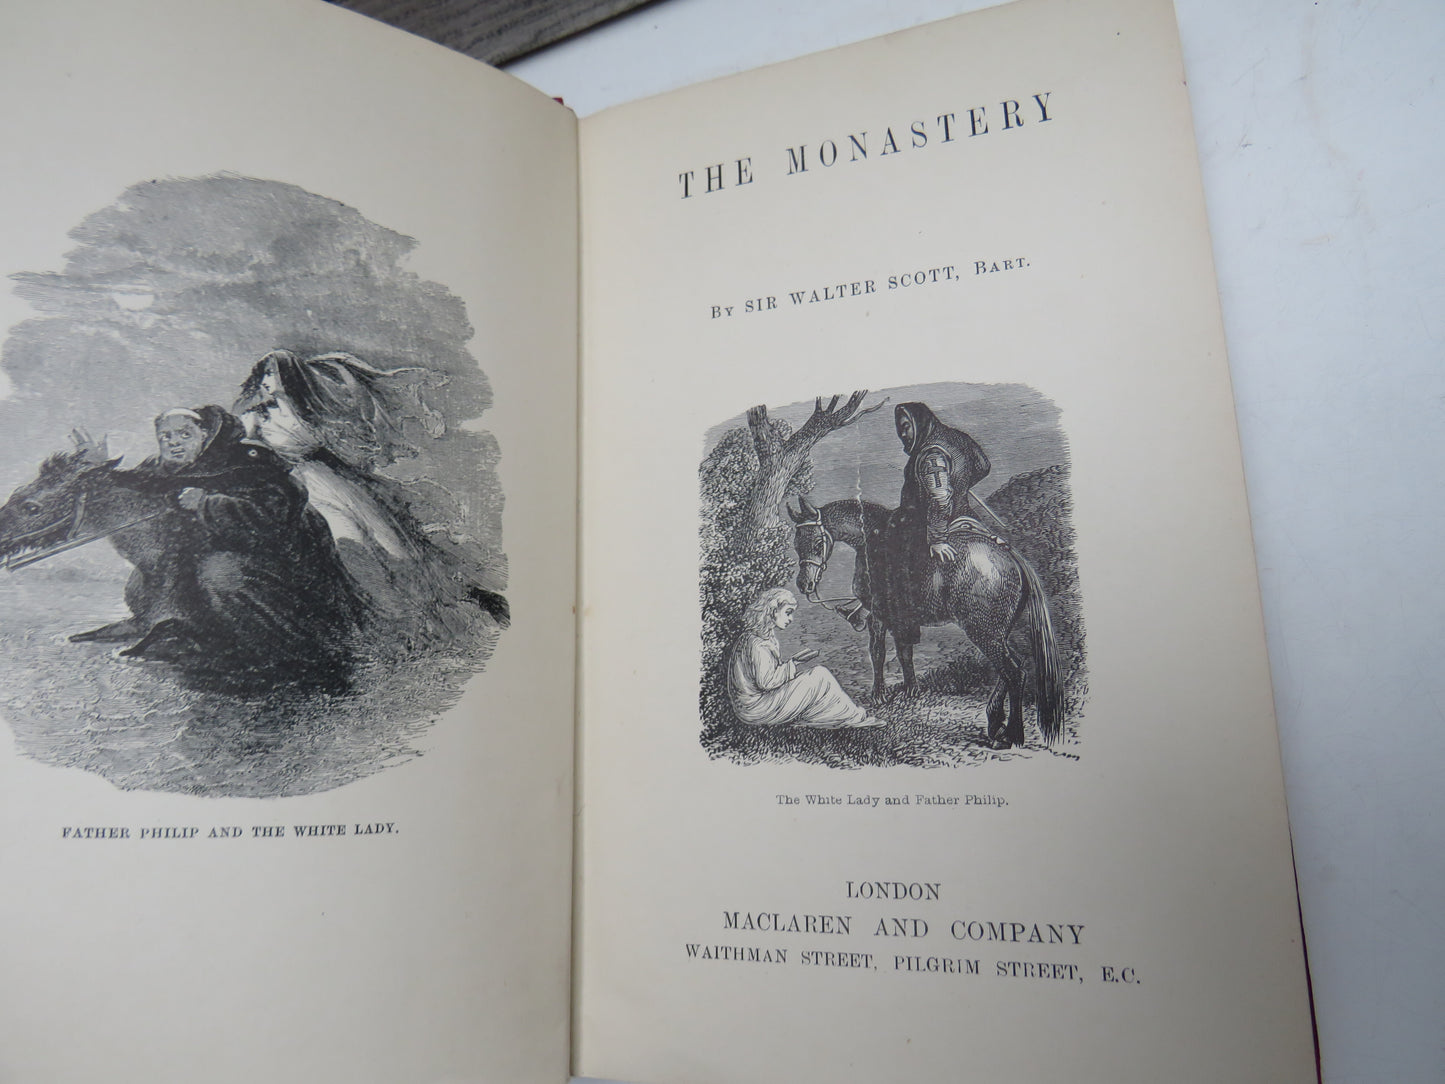 FATHER PHILIP AND THE WHITE LADY.
THE MONASTERY
By SIR WALTER SCOTT, Bart.
The White Lady and Father Philip.
LONDON
MACLAREN AND COMPANY
WAITHMAN STREET, PILGRIM STREET, E.C.